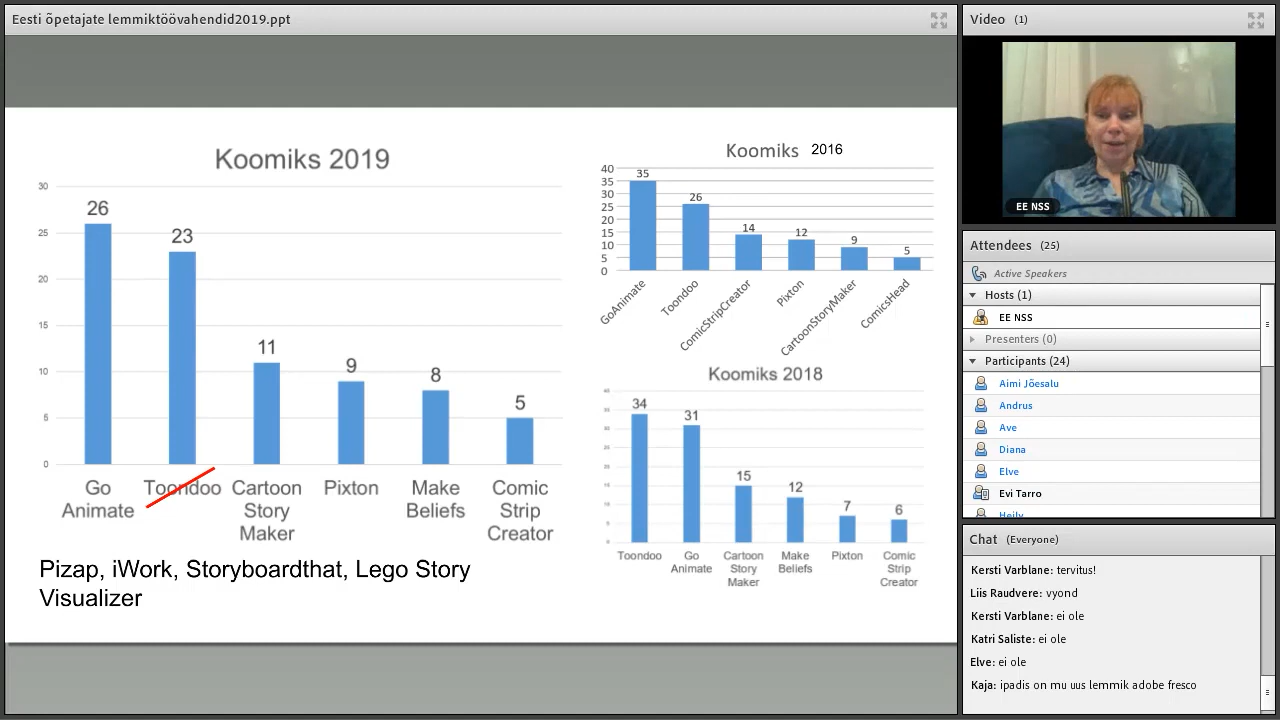 Eesti õpetajate lemmiktöövahendid2019.ppt
Koomiks 2019
30
25
20
15
10
5
0
26
23
11
9
8
5
Go Animate
Toondoo
Cartoon Story Maker
Pixton
Make Beliefs
Comic Strip Creator
Pizap, iWork, Storyboardthat, Lego Story
Visualizer
Koomiks 2016
40
35
30
25
20
15
10
5
0
35
26
14
12
9
5
GoAnimate
Toondoo
ComicStripCreator
Pixton
CartoonStoryMaker
ComicsHead
Koomiks 2018
34
31
15
12
7
6
Toondoo
Go Animate
Cartoon Story Maker
Make Beliefs
Pixton
Comic Strip Creator
Video (1)
EE NSS
Attendees (25)
Active Speakers
Hosts (1)
EE NSS
Presenters (0)
Participants (24)
Aimi Jõesalu
Andrus
Ave
Diana
Elve
Evi Tarro
Heily
Chat (Everyone)
Kersti Varblane: tervitus!
Liis Raudvere: vyond
Kersti Varblane: ei ole
Katri Saliste: ei ole
Elve: ei ole
Kaja: ipadis on mu uus lemmik adobe fresco